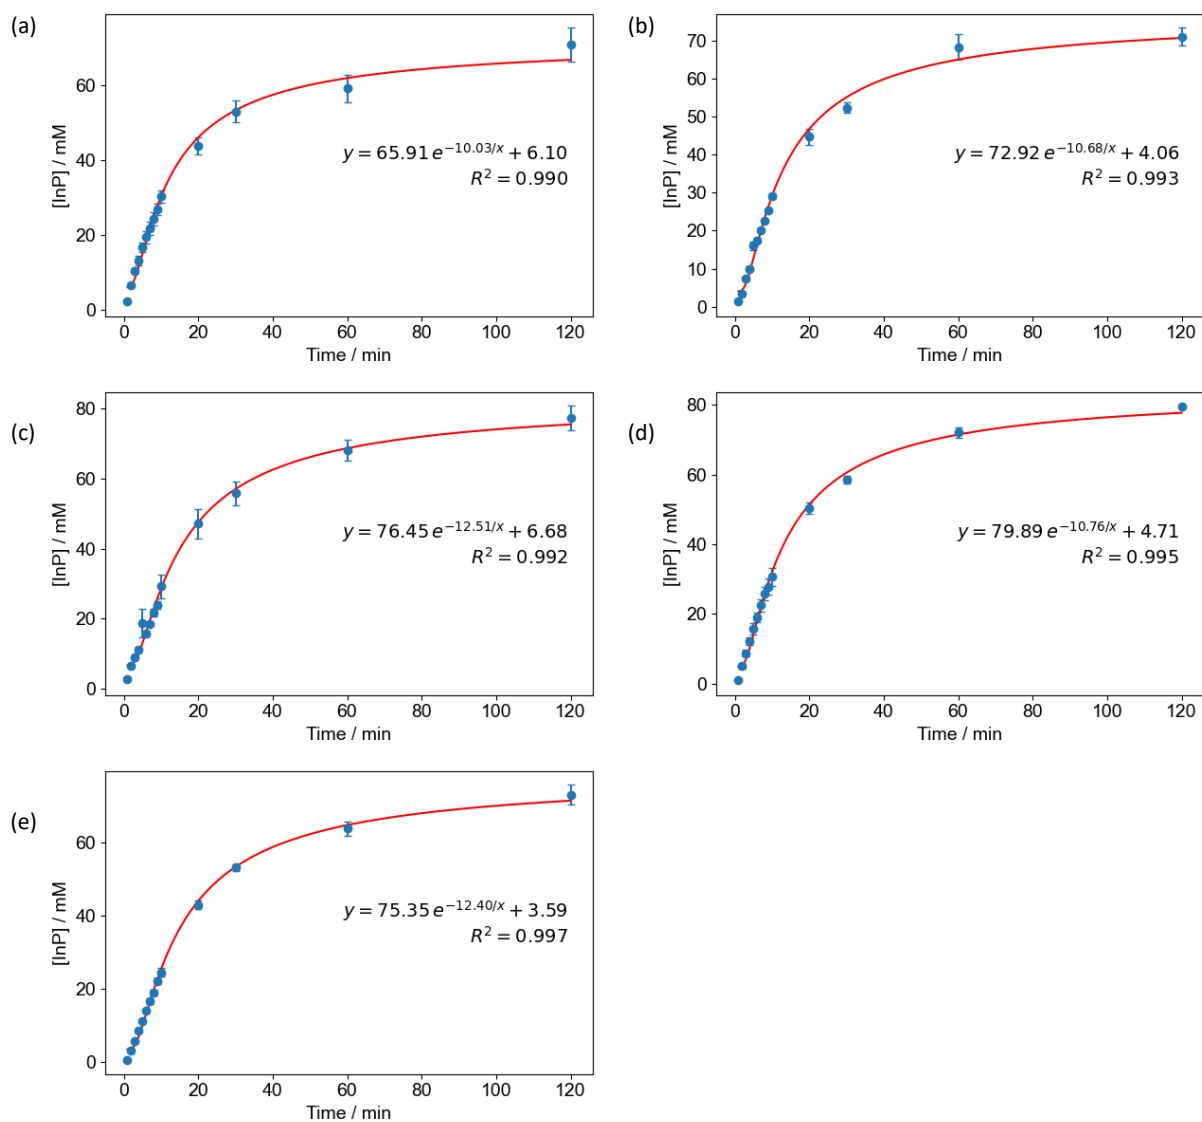 (a)
60
40
20
0
[InP] / mM
y = 65.91 e^{−10.03/x} + 6.10
R² = 0.990
0 20 40 60 80 100 120
Time / min
(b)
70
60
50
40
30
20
10
0
[InP] / mM
y = 72.92 e^{−10.68/x} + 4.06
R² = 0.993
0 20 40 60 80 100 120
Time / min
(c)
80
60
40
20
0
[InP] / mM
y = 76.45 e^{−12.51/x} + 6.68
R² = 0.992
0 20 40 60 80 100 120
Time / min
(d)
80
60
40
20
0
[InP] / mM
y = 79.89 e^{−10.76/x} + 4.71
R² = 0.995
0 20 40 60 80 100 120
Time / min
(e)
60
40
20
0
[InP] / mM
y = 75.35 e^{−12.40/x} + 3.59
R² = 0.997
0 20 40 60 80 100 120
Time / min